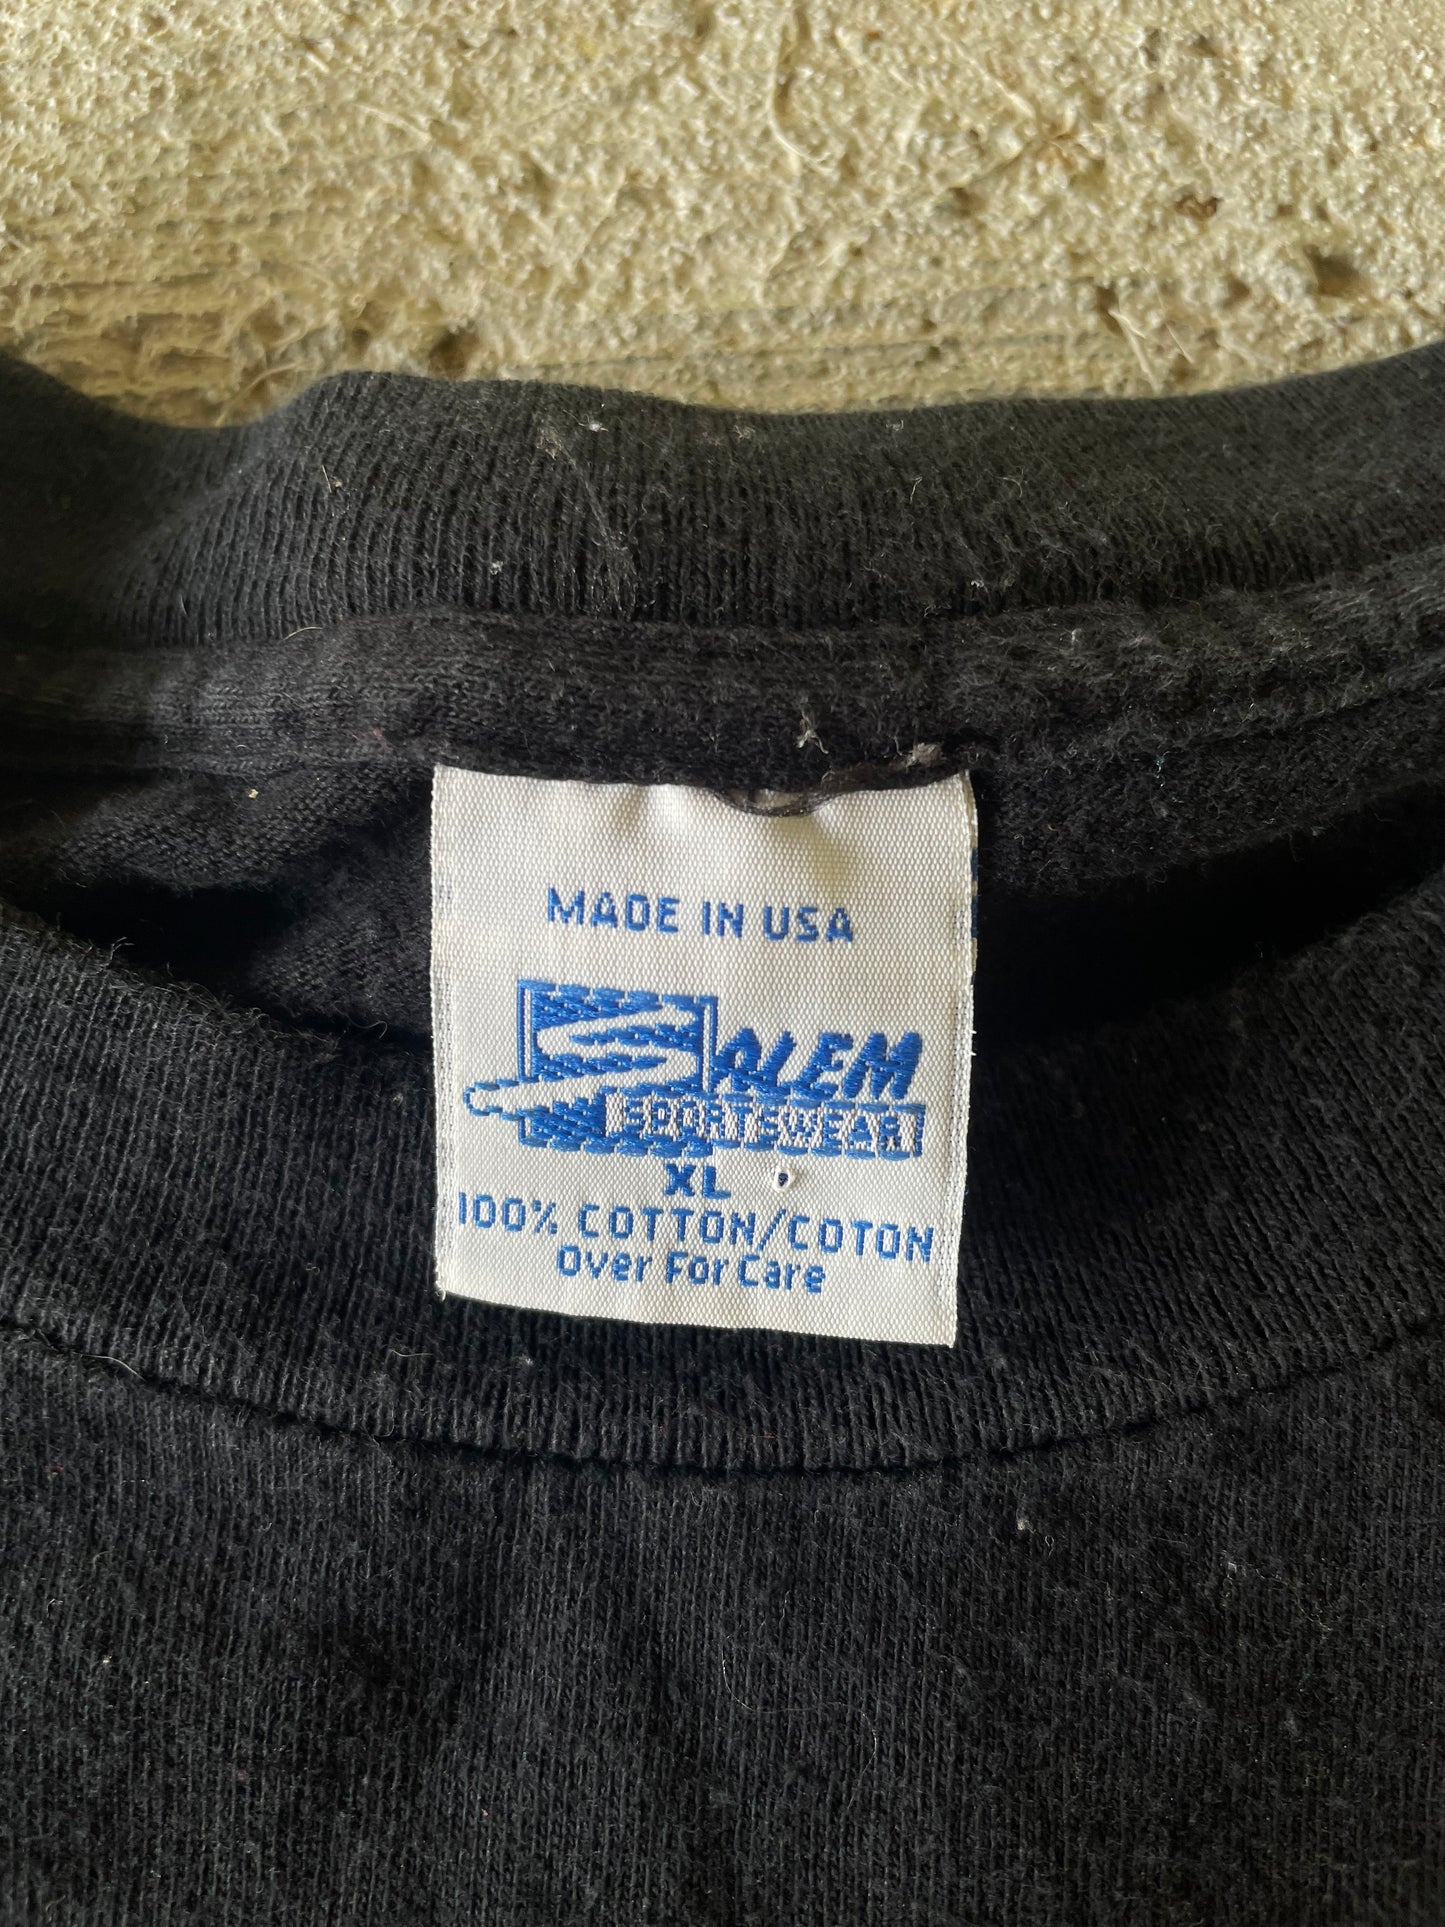 MADE IN USA
SALEM
SPORTSWEAR
XL
100% COTTON/COTON
Over For Care